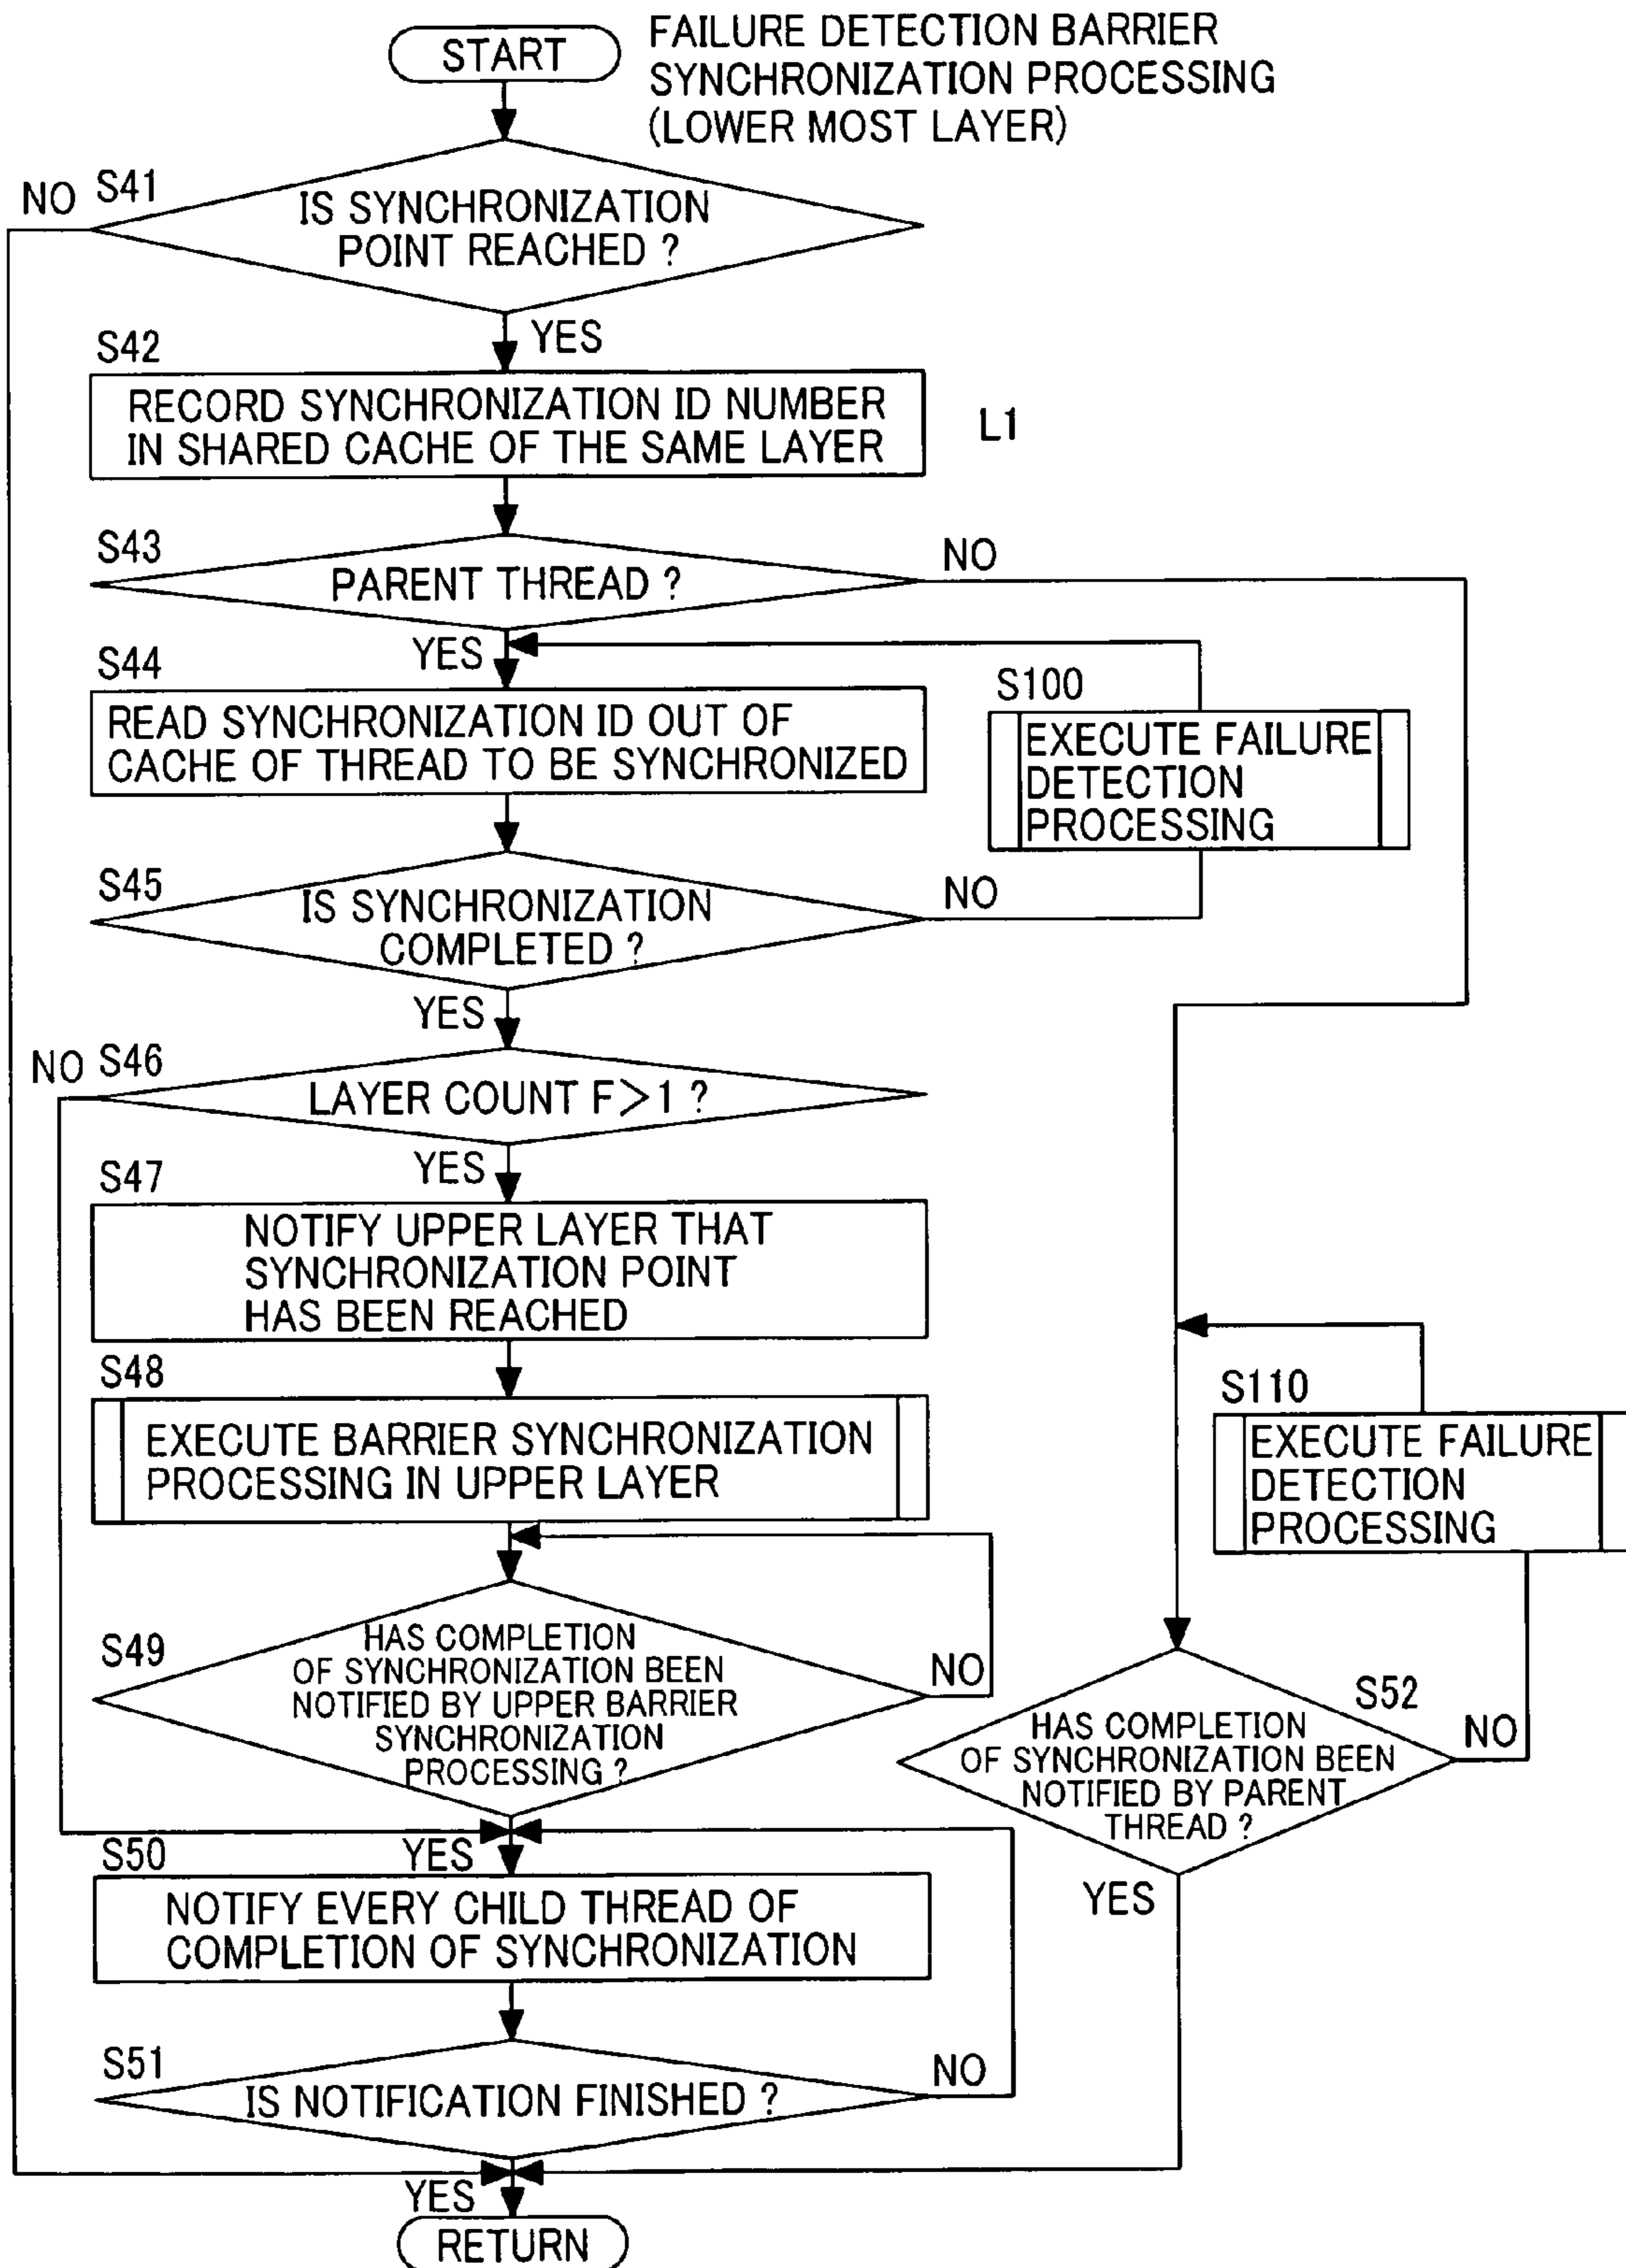 START
FAILURE DETECTION BARRIER
SYNCHRONIZATION PROCESSING
(LOWER MOST LAYER)
NO
S41
IS SYNCHRONIZATION
POINT REACHED ?
YES
S42
RECORD SYNCHRONIZATION ID NUMBER
IN SHARED CACHE OF THE SAME LAYER
L1
S43
PARENT THREAD ?
NO
YES
S44
READ SYNCHRONIZATION ID OUT OF
CACHE OF THREAD TO BE SYNCHRONIZED
S100
EXECUTE FAILURE
DETECTION
PROCESSING
S45
IS SYNCHRONIZATION
COMPLETED ?
NO
YES
NO
S46
LAYER COUNT F>1 ?
YES
S47
NOTIFY UPPER LAYER THAT
SYNCHRONIZATION POINT
HAS BEEN REACHED
S48
EXECUTE BARRIER SYNCHRONIZATION
PROCESSING IN UPPER LAYER
S110
EXECUTE FAILURE
DETECTION
PROCESSING
S49
HAS COMPLETION
OF SYNCHRONIZATION BEEN
NOTIFIED BY UPPER BARRIER
SYNCHRONIZATION
PROCESSING ?
NO
S52
HAS COMPLETION
OF SYNCHRONIZATION BEEN
NOTIFIED BY PARENT
THREAD ?
NO
YES
S50
YES
NOTIFY EVERY CHILD THREAD OF
COMPLETION OF SYNCHRONIZATION
S51
IS NOTIFICATION FINISHED ?
NO
YES
RETURN